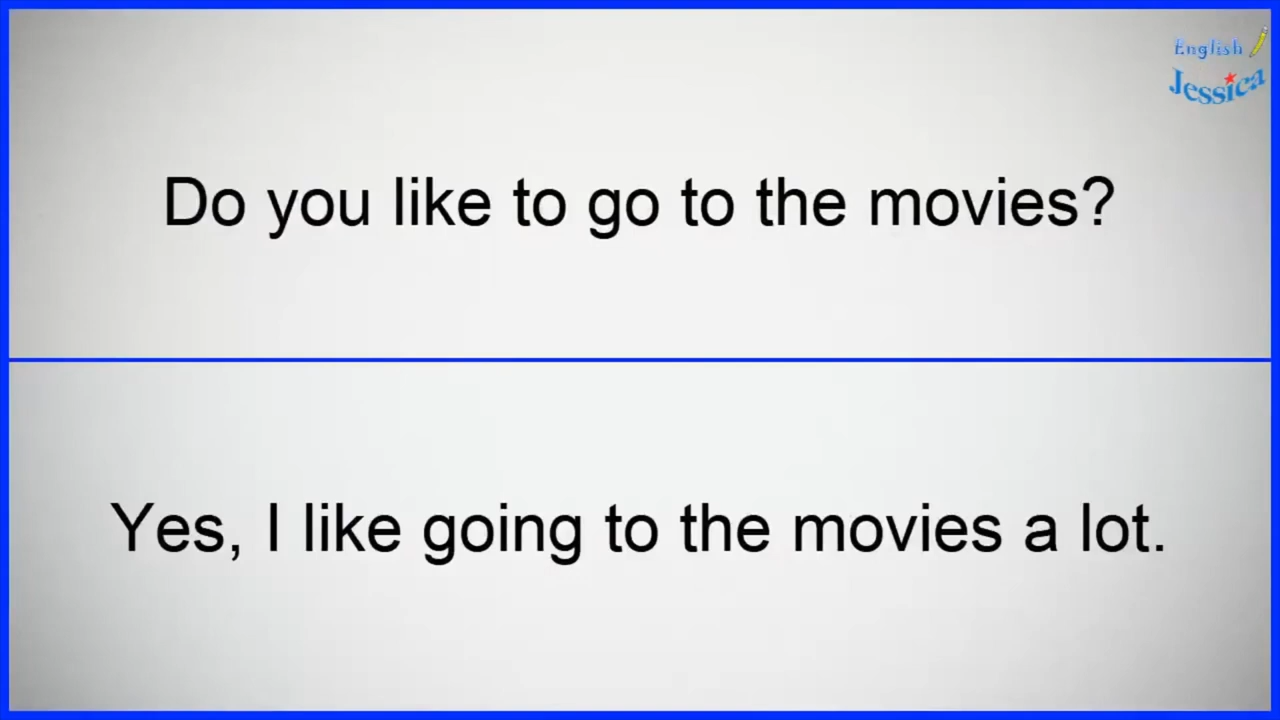 English
Jessica
Do you like to go to the movies?
Yes, I like going to the movies a lot.